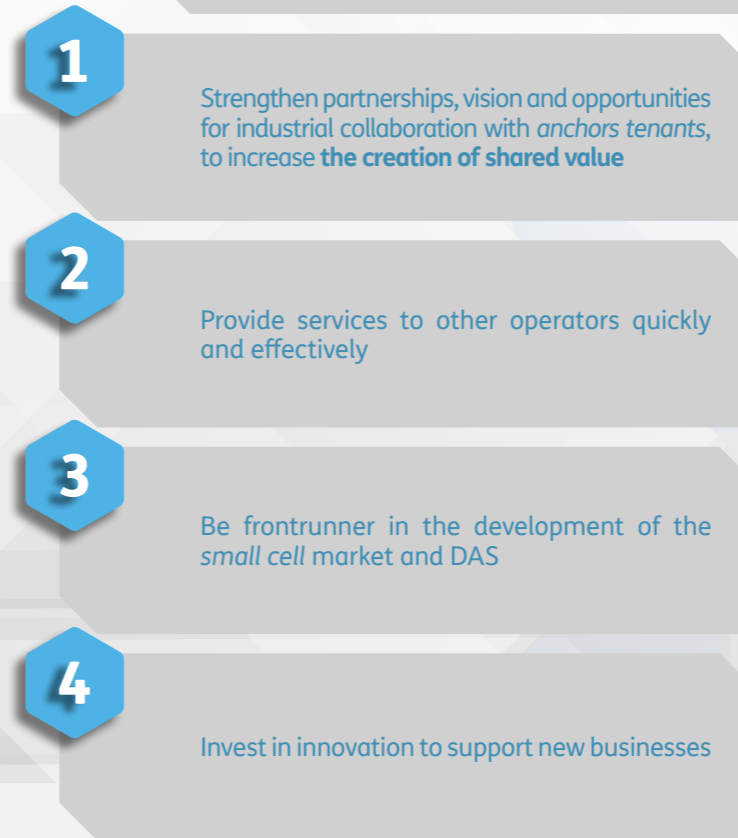 1
Strengthen partnerships, vision and opportunities
for industrial collaboration with anchors tenants,
to increase the creation of shared value
2
Provide services to other operators quickly
and effectively
3
Be frontrunner in the development of the
small cell market and DAS
4
Invest in innovation to support new businesses